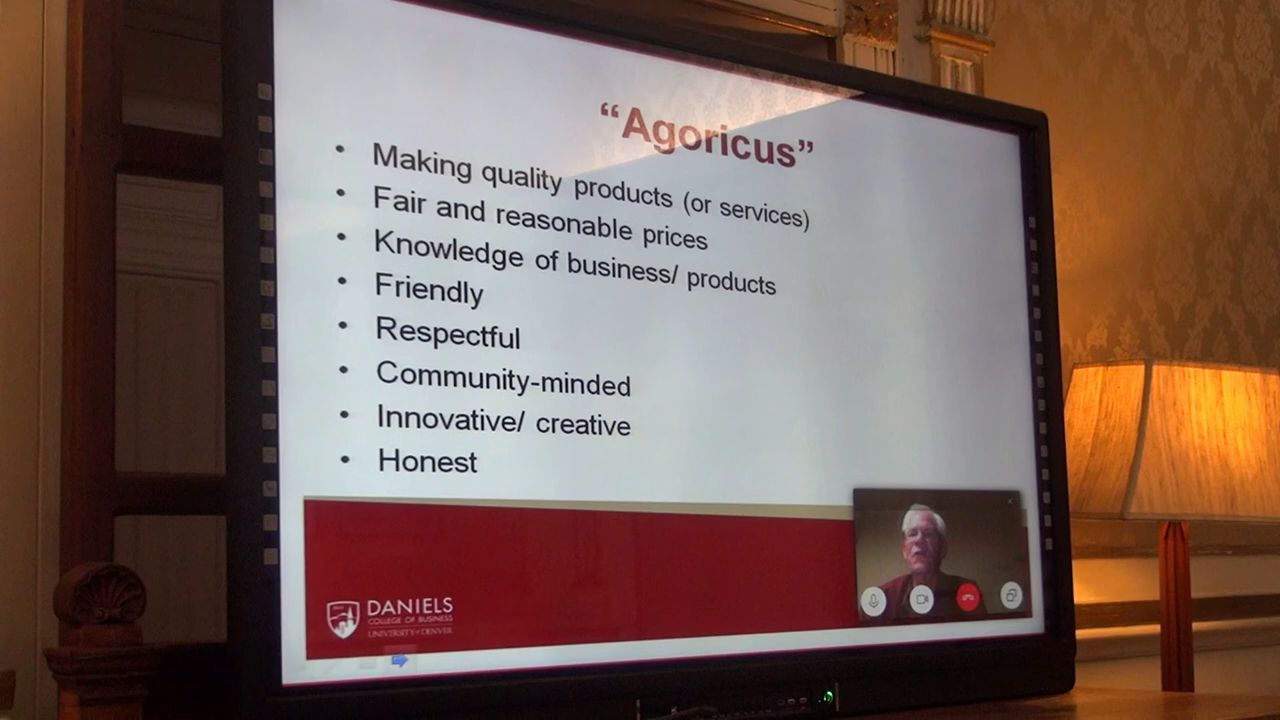 “Agoricus”
• Making quality products (or services)
• Fair and reasonable prices
• Knowledge of business/ products
• Friendly
• Respectful
• Community-minded
• Innovative/ creative
• Honest
DANIELS
COLLEGE OF BUSINESS
UNIVERSITY OF DENVER